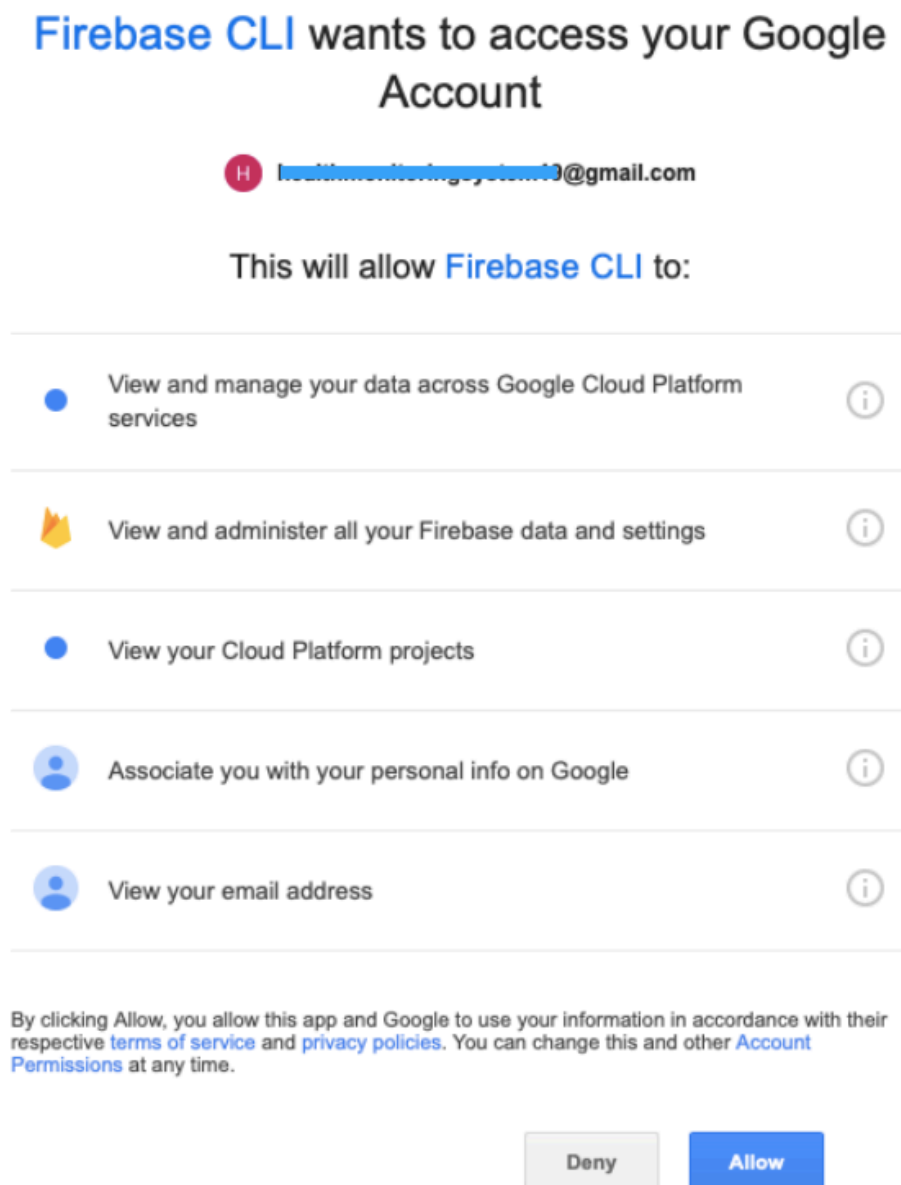 Firebase CLI wants to access your Google
Account
H
@gmail.com
This will allow Firebase CLI to:
View and manage your data across Google Cloud Platform
services
View and administer all your Firebase data and settings
View your Cloud Platform projects
Associate you with your personal info on Google
View your email address
By clicking Allow, you allow this app and Google to use your information in accordance with their
respective terms of service and privacy policies. You can change this and other Account
Permissions at any time.
Deny
Allow